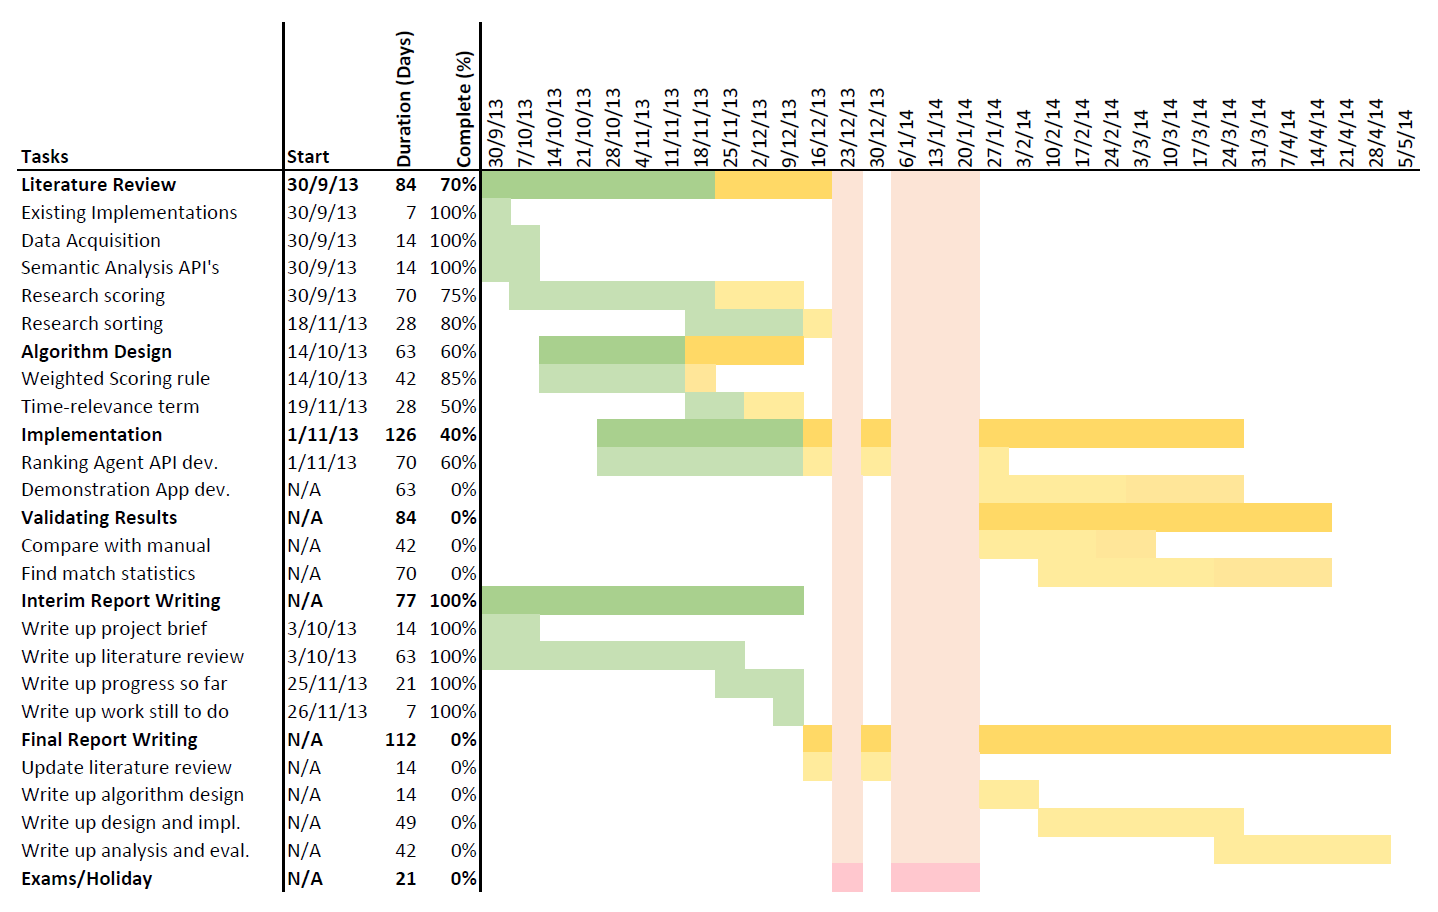 Tasks Start Duration (Days) Complete (%) 30/9/13 7/10/13 14/10/13 21/10/13 28/10/13 4/11/13 11/11/13 18/11/13 25/11/13 2/12/13 9/12/13 16/12/13 23/12/13 30/12/13 6/1/14 13/1/14 20/1/14 27/1/14 3/2/14 10/2/14 17/2/14 24/2/14 3/3/14 10/3/14 17/3/14 24/3/14 31/3/14 7/4/14 14/4/14 21/4/14 28/4/14 5/5/14
Literature Review 30/9/13 84 70%
Existing Implementations 30/9/13 7 100%
Data Acquisition 30/9/13 14 100%
Semantic Analysis API's 30/9/13 14 100%
Research scoring 30/9/13 70 75%
Research sorting 18/11/13 28 80%
Algorithm Design 14/10/13 63 60%
Weighted Scoring rule 14/10/13 42 85%
Time-relevance term 19/11/13 28 50%
Implementation 1/11/13 126 40%
Ranking Agent API dev. 1/11/13 70 60%
Demonstration App dev. N/A 63 0%
Validating Results N/A 84 0%
Compare with manual N/A 42 0%
Find match statistics N/A 70 0%
Interim Report Writing N/A 77 100%
Write up project brief 3/10/13 14 100%
Write up literature review 3/10/13 63 100%
Write up progress so far 25/11/13 21 100%
Write up work still to do 26/11/13 7 100%
Final Report Writing N/A 112 0%
Update literature review N/A 14 0%
Write up algorithm design N/A 14 0%
Write up design and impl. N/A 49 0%
Write up analysis and eval. N/A 42 0%
Exams/Holiday N/A 21 0%